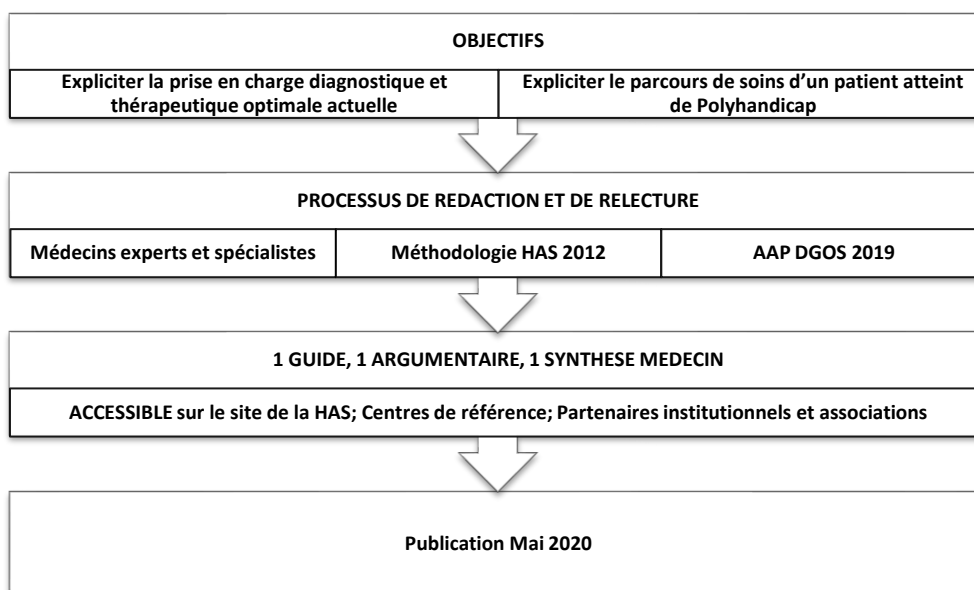 OBJECTIFS
Expliciter la prise en charge diagnostique et
thérapeutique optimale actuelle
Expliciter le parcours de soins d’un patient atteint
de Polyhandicap
PROCESSUS DE REDACTION ET DE RELECTURE
Médecins experts et spécialistes
Méthodologie HAS 2012
AAP DGOS 2019
1 GUIDE, 1 ARGUMENTAIRE, 1 SYNTHESE MEDECIN
ACCESSIBLE sur le site de la HAS; Centres de référence; Partenaires institutionnels et associations
Publication Mai 2020